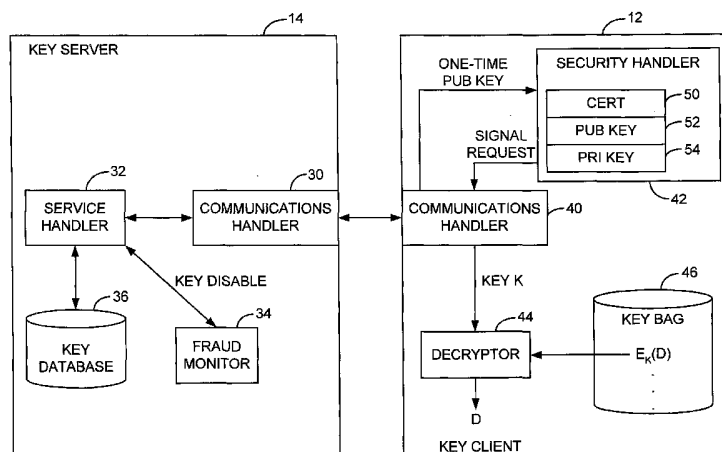 14
12
KEY SERVER
ONE-TIME
PUB KEY
SECURITY HANDLER
CERT
50
PUB KEY
52
PRI KEY
54
SIGNAL
REQUEST
42
32
30
SERVICE
HANDLER
COMMUNICATIONS
HANDLER
COMMUNICATIONS
HANDLER
40
KEY DISABLE
KEY K
36
34
44
46
KEY
DATABASE
FRAUD
MONITOR
DECRYPTOR
KEY BAG
E_K(D)
D
KEY CLIENT